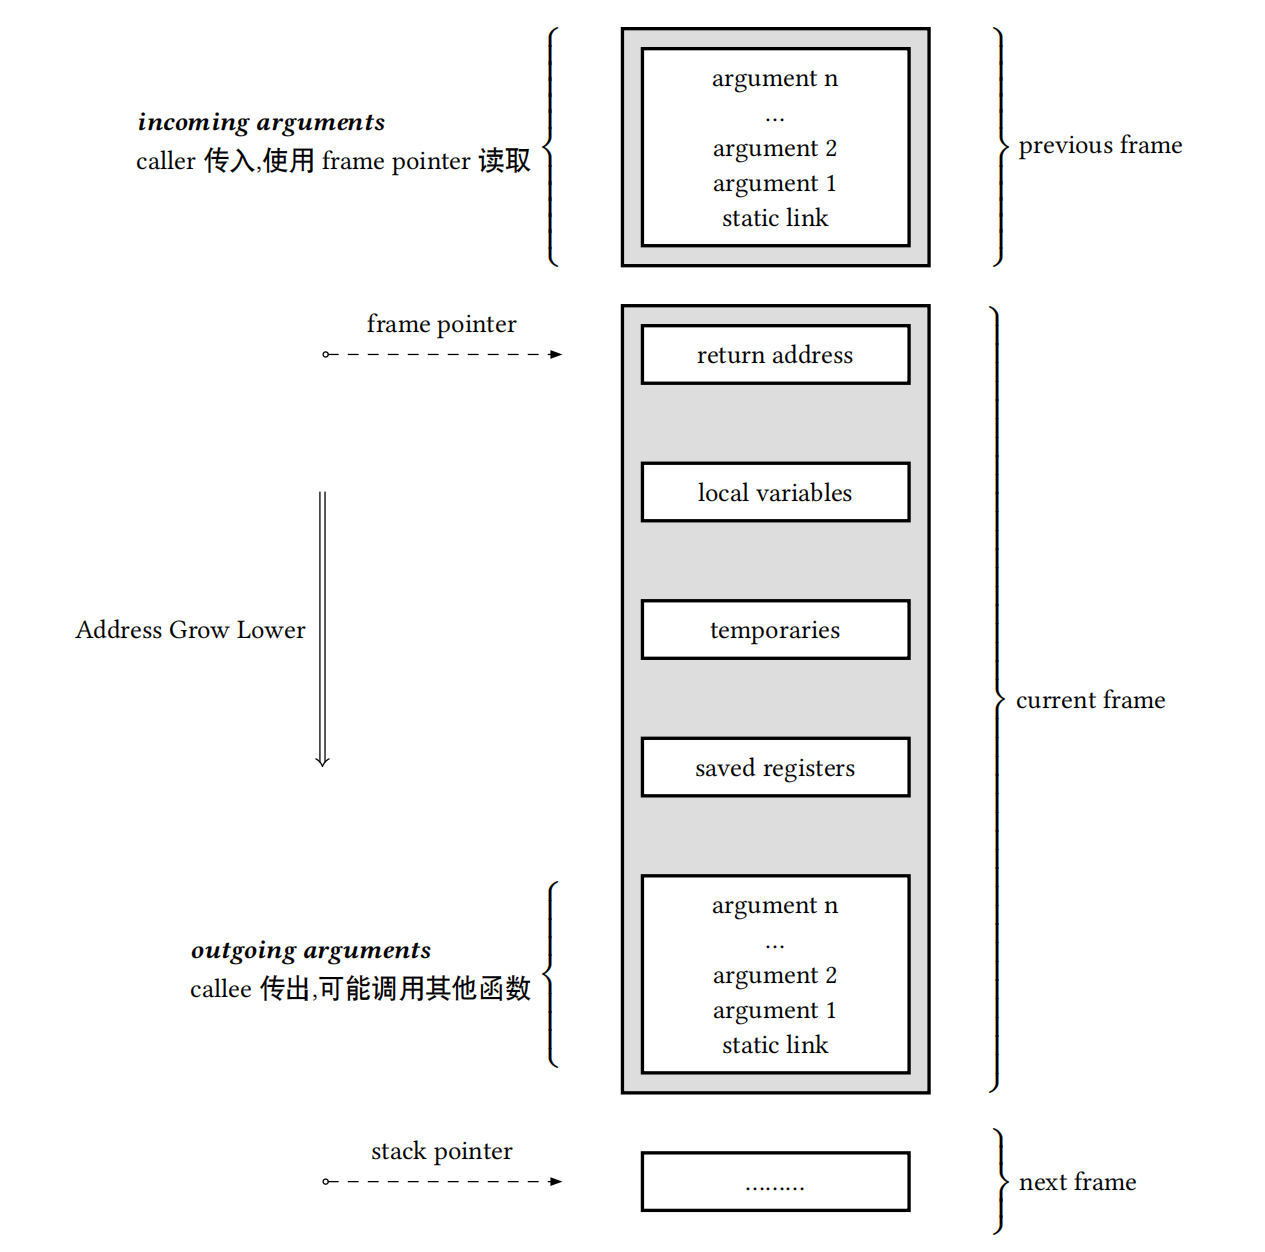 incoming arguments
caller 传入,使用 frame pointer 读取
argument n
...
argument 2
argument 1
static link
previous frame
frame pointer
return address
local variables
Address Grow Lower
temporaries
current frame
saved registers
outgoing arguments
callee 传出,可能调用其他函数
argument n
...
argument 2
argument 1
static link
stack pointer
.........
next frame